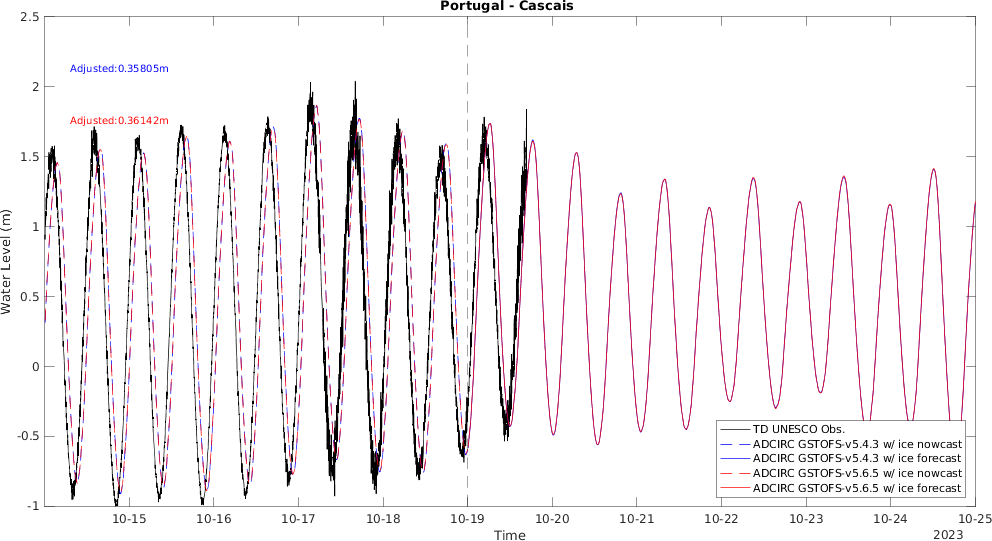 Portugal - Cascais
2.5
2
1.5
1
0.5
0
-0.5
-1
Water Level (m)
Adjusted:0.35805m
Adjusted:0.36142m
TD UNESCO Obs.
ADCIRC GSTOFS-v5.4.3 w/ ice nowcast
ADCIRC GSTOFS-v5.4.3 w/ ice forecast
ADCIRC GSTOFS-v5.6.5 w/ ice nowcast
ADCIRC GSTOFS-v5.6.5 w/ ice forecast
10-15 10-16 10-17 10-18 10-19 10-20 10-21 10-22 10-23 10-24 10-25
Time
2023